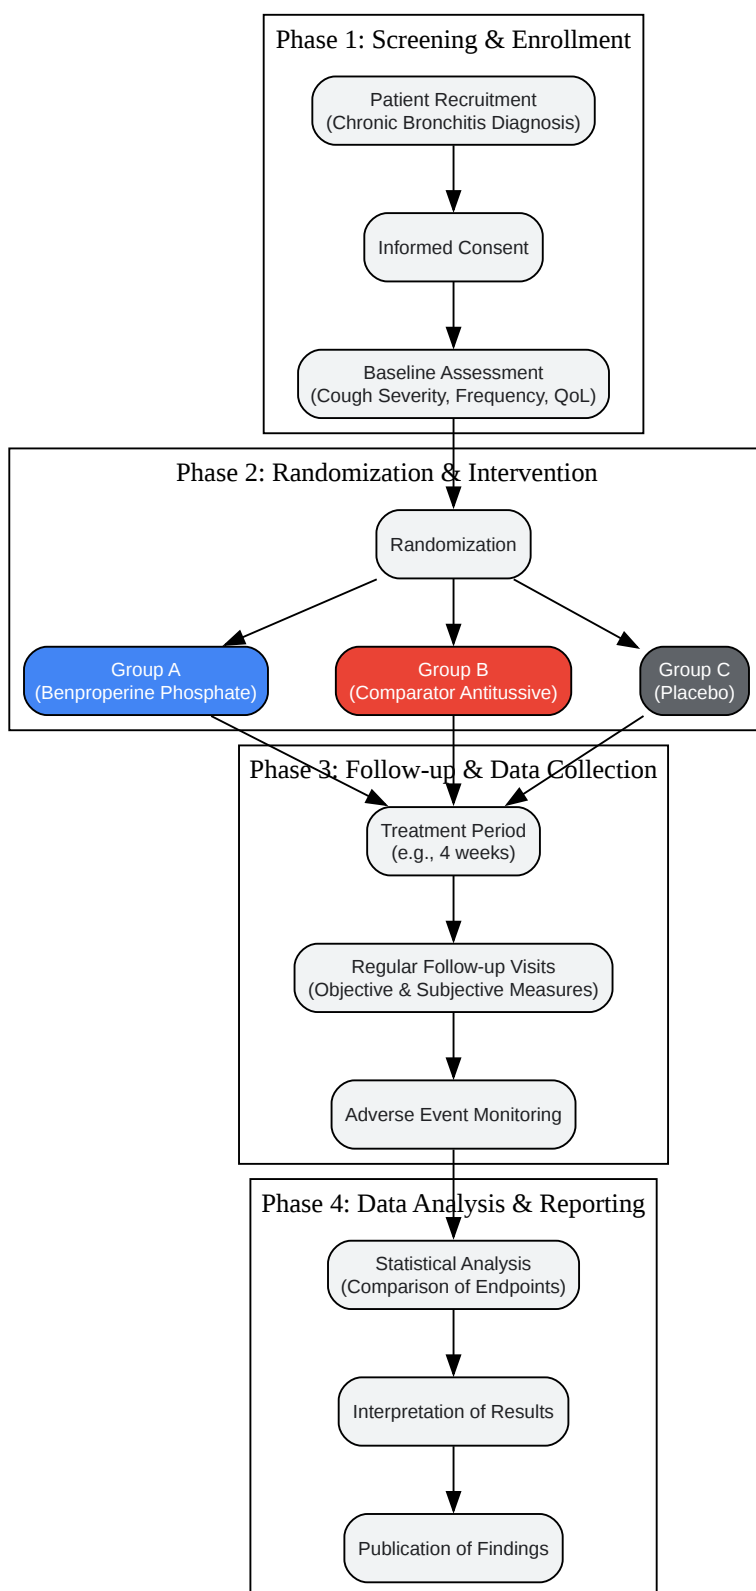 Phase 1: Screening & Enrollment
Patient Recruitment
(Chronic Bronchitis Diagnosis)
Informed Consent
Baseline Assessment
(Cough Severity, Frequency, QoL)
Phase 2: Randomization & Intervention
Randomization
Group A
(Benproperine Phosphate)
Group B
(Comparator Antitussive)
Group C
(Placebo)
Phase 3: Follow-up & Data Collection
Treatment Period
(e.g., 4 weeks)
Regular Follow-up Visits
(Objective & Subjective Measures)
Adverse Event Monitoring
Phase 4: Data Analysis & Reporting
Statistical Analysis
(Comparison of Endpoints)
Interpretation of Results
Publication of Findings